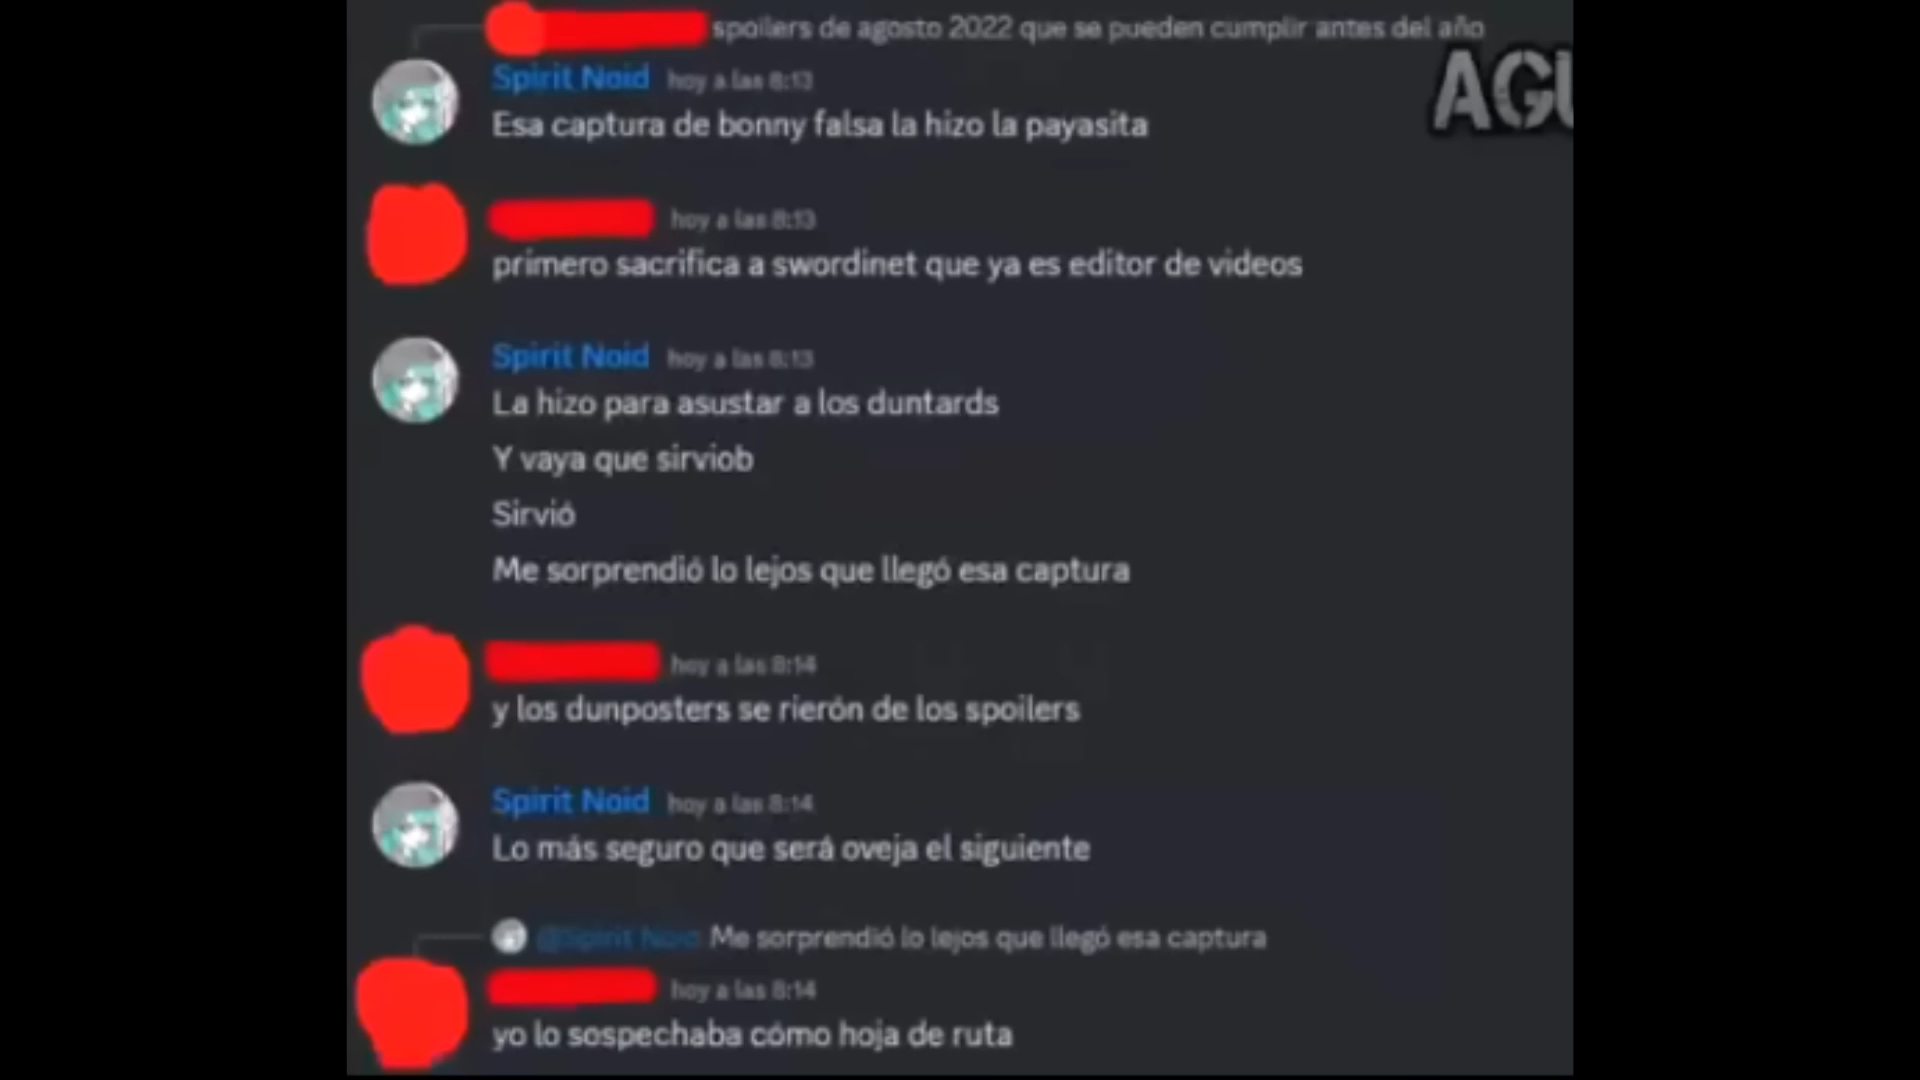 spoilers de agosto 2022 que se pueden cumplir antes del año
AGU
Spirit Noid hoy a las 8:13
Esa captura de bonny falsa la hizo la payasita
hoy a las 8:13
primero sacrifica a swordinet que ya es editor de videos
Spirit Noid hoy a las 8:13
La hizo para asustar a los duntards
Y vaya que sirviob
Sirvió
Me sorprendió lo lejos que llegó esa captura
hoy a las 8:14
y los dunposters se rierón de los spoilers
Spirit Noid hoy a las 8:14
Lo más seguro que será oveja el siguiente
@Spirit Noid Me sorprendió lo lejos que llegó esa captura
hoy a las 8:14
yo lo sospechaba cómo hoja de ruta